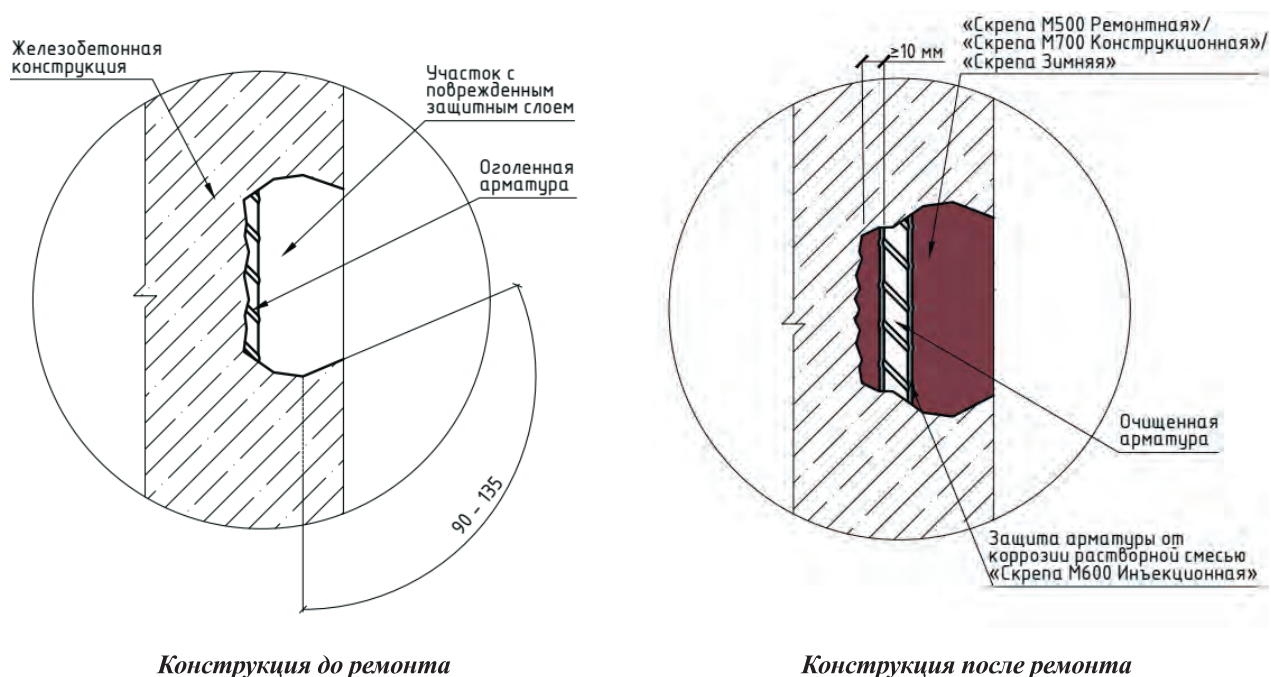 Железобетонная
конструкция
Участок с
поврежденным
защитным слоем
Оголенная
арматура
90 - 135
Конструкция до ремонта
«Скрепа М500 Ремонтная»/
«Скрепа М700 Конструкционная»/
«Скрепа Зимняя»
≥10 мм
Очищенная
арматура
Защита арматуры от
коррозии растворной смесью
«Скрепа М600 Инъекционная»
Конструкция после ремонта